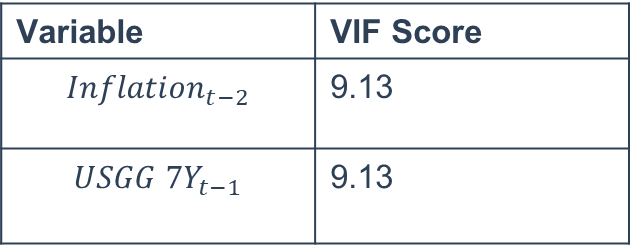 Variable VIF Score
Inflation_{t−2} 9.13
USGG 7Y_{t−1} 9.13